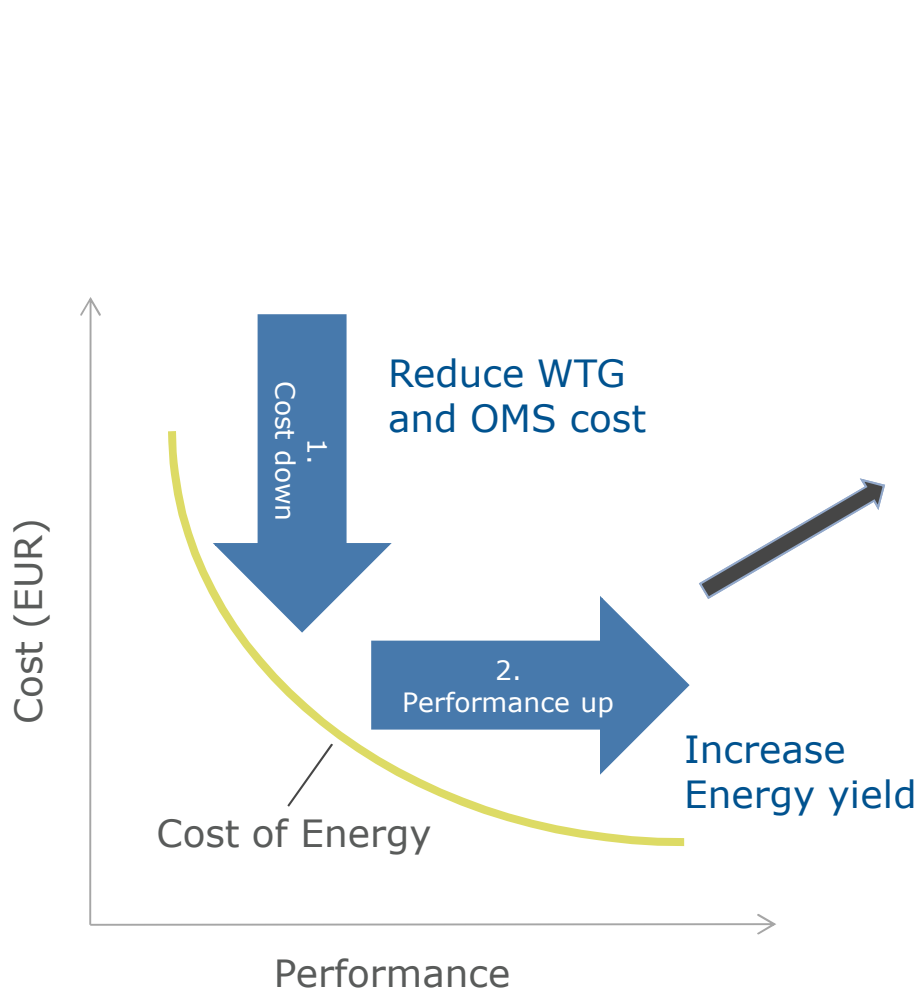 Reduce WTG
and OMS cost
1.
Cost down
Cost (EUR)
2.
Performance up
Increase
Energy yield
Cost of Energy
Performance